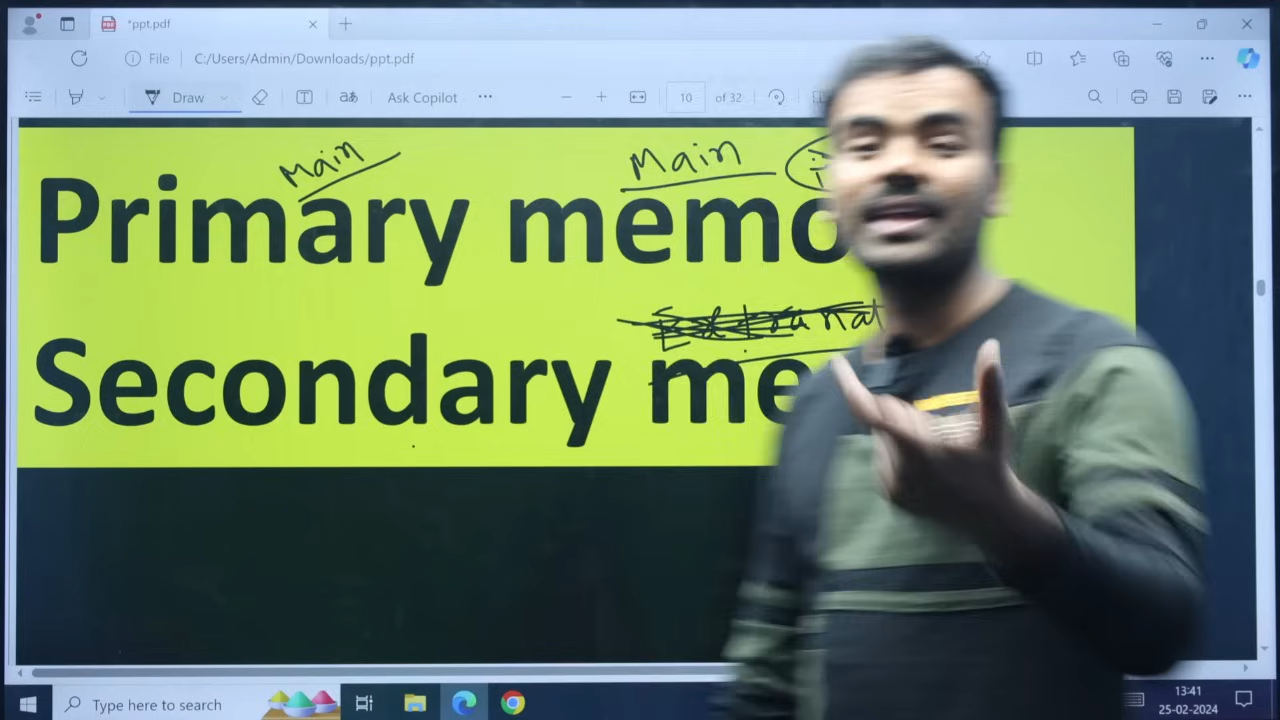 *ppt.pdf
File C:/Users/Admin/Downloads/ppt.pdf
Draw Ask Copilot 10 of 32
Main Main
Primary memo
Secondary me
Type here to search
13:41
25-02-2024